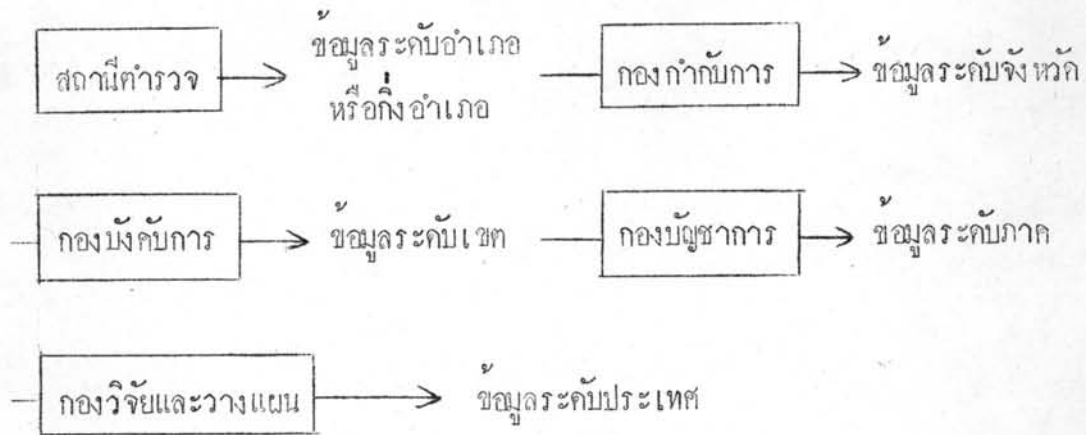 สถานีตำรวจ
ข้อมูลระดับอำเภอ
หรือกิ่งอำเภอ
กองกำกับการ
ข้อมูลระดับจังหวัด
กองบังคับการ
ข้อมูลระดับเขต
กองบัญชาการ
ข้อมูลระดับภาค
กองวิจัยและวางแผน
ข้อมูลระดับประเทศ